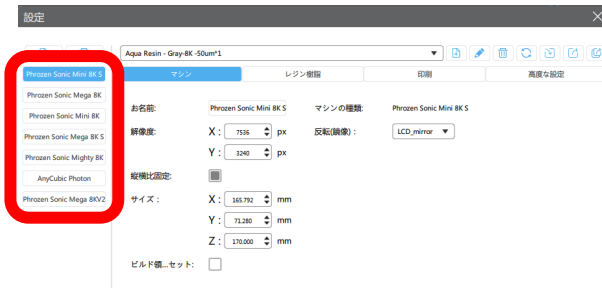 設定
Aqua Resin - Gray-8K -50um*1
Phrozen Sonic Mini 8K S
Phrozen Sonic Mega 8K
Phrozen Sonic Mini 8K
Phrozen Sonic Mega 8K S
Phrozen Sonic Mighty 8K
AnyCubic Photon
Phrozen Sonic Mega 8KV2
マシン
レジン樹脂
印刷
高度な設定
お名前:
Phrozen Sonic Mini 8K S
マシンの種類:
Phrozen Sonic Mini 8K S
解像度:
X : 7536 px
反転(鏡像) :
LCD_mirror
Y : 3240 px
縦横比固定:
サイズ :
X : 165.792 mm
Y : 71.280 mm
Z : 170.000 mm
ビルド領...セット: